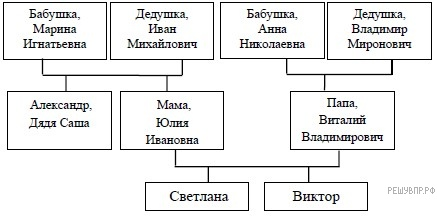 Бабушка,
Марина
Игнатьевна
Дедушка,
Иван
Михайлович
Бабушка,
Анна
Николаевна
Дедушка,
Владимир
Миронович
Александр,
Дядя Саша
Мама,
Юлия
Ивановна
Папа,
Виталий
Владимирович
Светлана
Виктор
РЕШУВПР.РФ